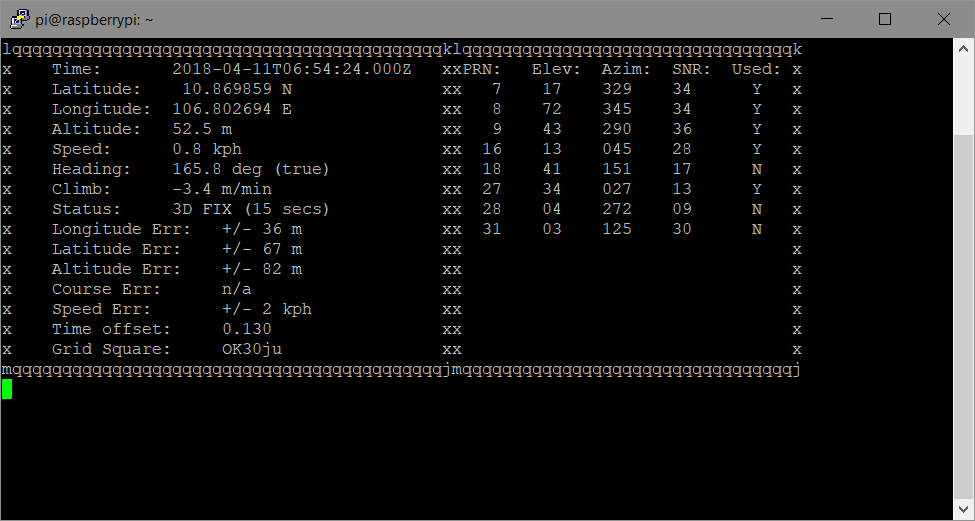 pi@raspberrypi: ~
lqqqqqqqqqqqqqqqqqqqqqqqqqqqqqqqqqqqqqqqqqqqklqqqqqqqqqqqqqqqqqqqqqqqqqqqqqqqqqk
x    Time:       2018-04-11T06:54:24.000Z   xxPRN:   Elev:  Azim:  SNR:  Used: x
x    Latitude:    10.869859 N               xx   7    17    329    34      Y   x
x    Longitude:  106.802694 E               xx   8    72    345    34      Y   x
x    Altitude:   52.5 m                     xx   9    43    290    36      Y   x
x    Speed:      0.8 kph                    xx  16    13    045    28      Y   x
x    Heading:    165.8 deg (true)           xx  18    41    151    17      N   x
x    Climb:      -3.4 m/min                 xx  27    34    027    13      Y   x
x    Status:     3D FIX (15 secs)           xx  28    04    272    09      N   x
x    Longitude Err:   +/- 36 m              xx  31    03    125    30      N   x
x    Latitude Err:    +/- 67 m              xx                                 x
x    Altitude Err:    +/- 82 m              xx                                 x
x    Course Err:      n/a                   xx                                 x
x    Speed Err:       +/- 2 kph             xx                                 x
x    Time offset:     0.130                 xx                                 x
x    Grid Square:     OK30ju                xx                                 x
mqqqqqqqqqqqqqqqqqqqqqqqqqqqqqqqqqqqqqqqqqqqjmqqqqqqqqqqqqqqqqqqqqqqqqqqqqqqqqqj